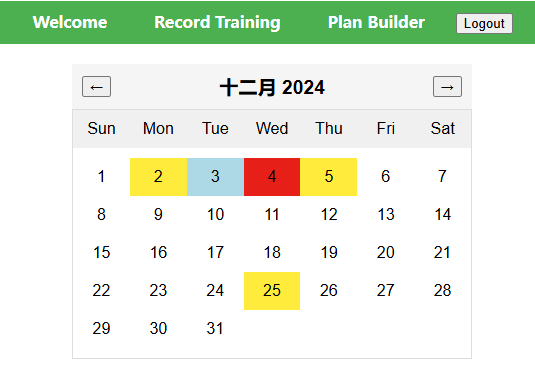 Welcome Record Training Plan Builder Logout
← 十二月 2024 →
Sun Mon Tue Wed Thu Fri Sat
1 2 3 4 5 6 7
8 9 10 11 12 13 14
15 16 17 18 19 20 21
22 23 24 25 26 27 28
29 30 31